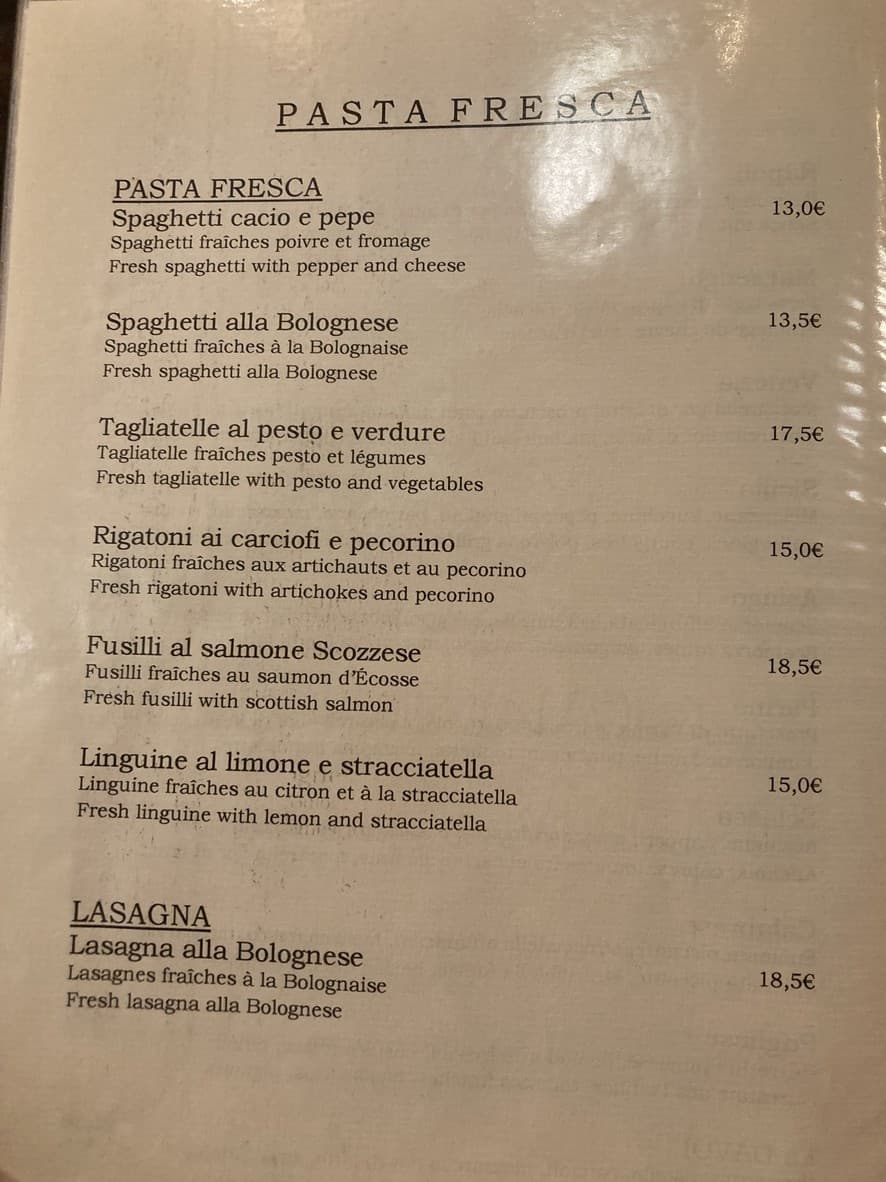 PASTA FRESCA
PASTA FRESCA
Spaghetti cacio e pepe 13,0€
Spaghetti fraîches poivre et fromage
Fresh spaghetti with pepper and cheese
Spaghetti alla Bolognese 13,5€
Spaghetti fraîches à la Bolognaise
Fresh spaghetti alla Bolognese
Tagliatelle al pesto e verdure 17,5€
Tagliatelle fraîches pesto et légumes
Fresh tagliatelle with pesto and vegetables
Rigatoni ai carciofi e pecorino 15,0€
Rigatoni fraîches aux artichauts et au pecorino
Fresh rigatoni with artichokes and pecorino
Fusilli al salmone Scozzese 18,5€
Fusilli fraîches au saumon d'Écosse
Fresh fusilli with scottish salmon
Linguine al limone e stracciatella 15,0€
Linguine fraîches au citron et à la stracciatella
Fresh linguine with lemon and stracciatella
LASAGNA
Lasagna alla Bolognese 18,5€
Lasagnes fraîches à la Bolognaise
Fresh lasagna alla Bolognese